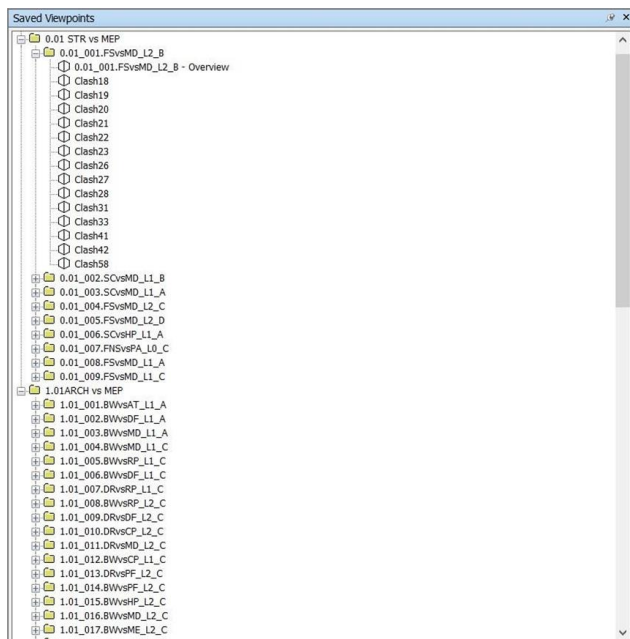 Saved Viewpoints
0.01 STR vs MEP
0.01_001.FSvsMD_L2_B
0.01_001.FSvsMD_L2_B - Overview
Clash18
Clash19
Clash20
Clash21
Clash22
Clash23
Clash26
Clash27
Clash28
Clash31
Clash33
Clash41
Clash42
Clash58
0.01_002.SCvsMD_L1_B
0.01_003.SCvsMD_L1_A
0.01_004.FSvsMD_L2_C
0.01_005.FSvsMD_L2_D
0.01_006.SCvsHP_L1_A
0.01_007.FNSvsPA_L0_C
0.01_008.FSvsMD_L1_A
0.01_009.FSvsMD_L1_C
1.01ARCH vs MEP
1.01_001.BWvsAT_L1_A
1.01_002.BWvsDF_L1_A
1.01_003.BWvsMD_L1_A
1.01_004.BWvsMD_L1_C
1.01_005.BWvsRP_L1_C
1.01_006.BWvsDF_L1_C
1.01_007.DRvsRP_L1_C
1.01_008.BWvsRP_L2_C
1.01_009.DRvsDF_L2_C
1.01_010.DRvsCP_L2_C
1.01_011.DRvsMD_L2_C
1.01_012.BWvsCP_L1_C
1.01_013.DRvsPF_L2_C
1.01_014.BWvsPF_L2_C
1.01_015.BWvsHP_L2_C
1.01_016.BWvsMD_L2_C
1.01_017.BWvsME_L2_C